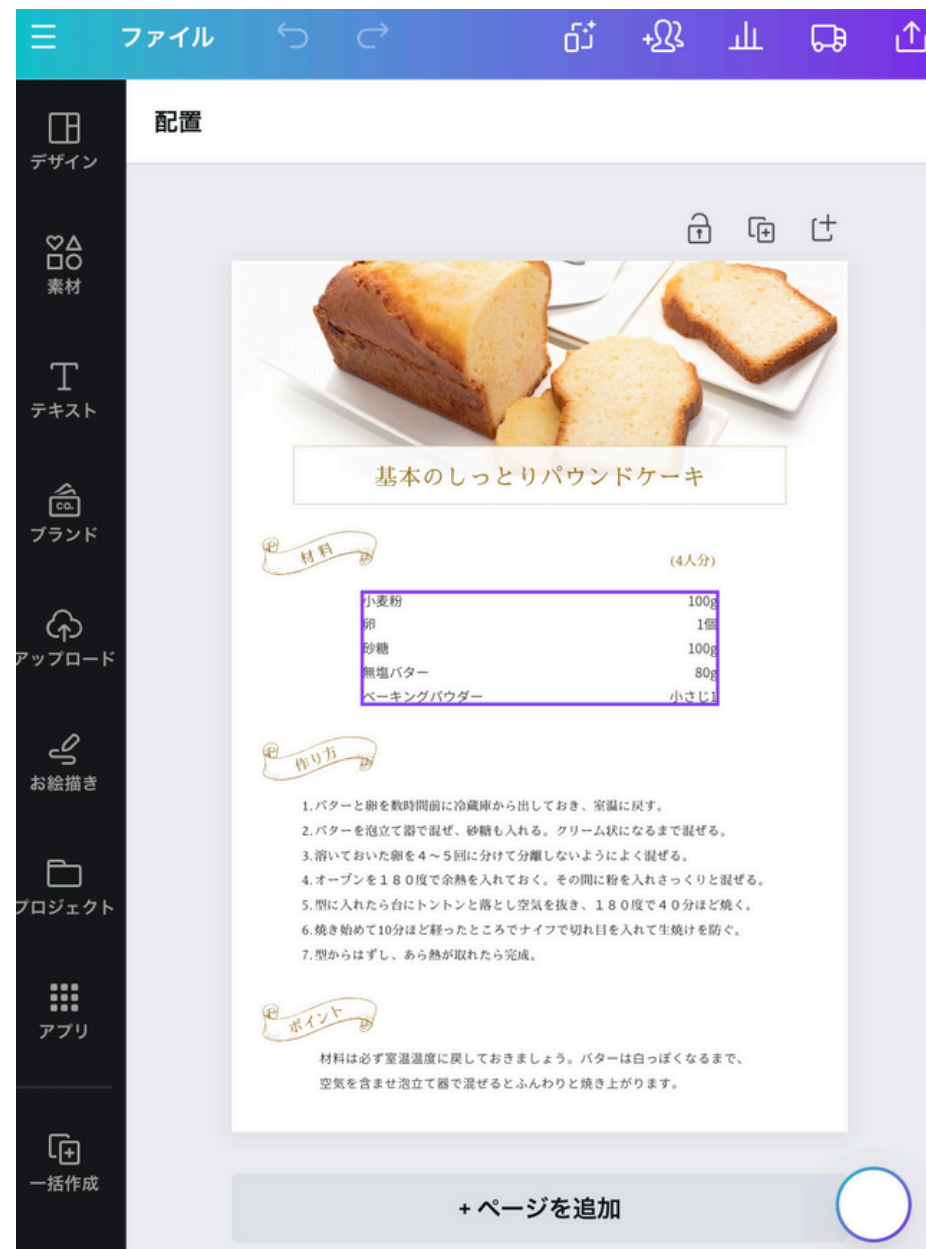 ファイル
配置
デザイン
素材
テキスト
CO.
ブランド
アップロード
お絵描き
プロジェクト
アプリ
一括作成
基本のしっとりパウンドケーキ
材料
(4人分)
小麦粉 100g
卵 1個
砂糖 100g
無塩バター 80g
ベーキングパウダー 小さじ1
作り方
1.バターと卵を数時間前に冷蔵庫から出しておき、室温に戻す。
2.バターを泡立て器で混ぜ、砂糖も入れる。クリーム状になるまで混ぜる。
3.溶いておいた卵を4〜5回に分けて分離しないようによく混ぜる。
4.オーブンを180度で余熱を入れておく。その間に粉を入れさっくりと混ぜる。
5.型に入れたら台にトントンと落とし空気を抜き、180度で40分ほど焼く。
6.焼き始めて10分ほど経ったところでナイフで切れ目を入れて生焼けを防ぐ。
7.型からはずし、あら熱が取れたら完成。
ポイント
材料は必ず室温温度に戻しておきましょう。バターは白っぽくなるまで、
空気を含ませ泡立て器で混ぜるとふんわりと焼き上がります。
+ ページを追加